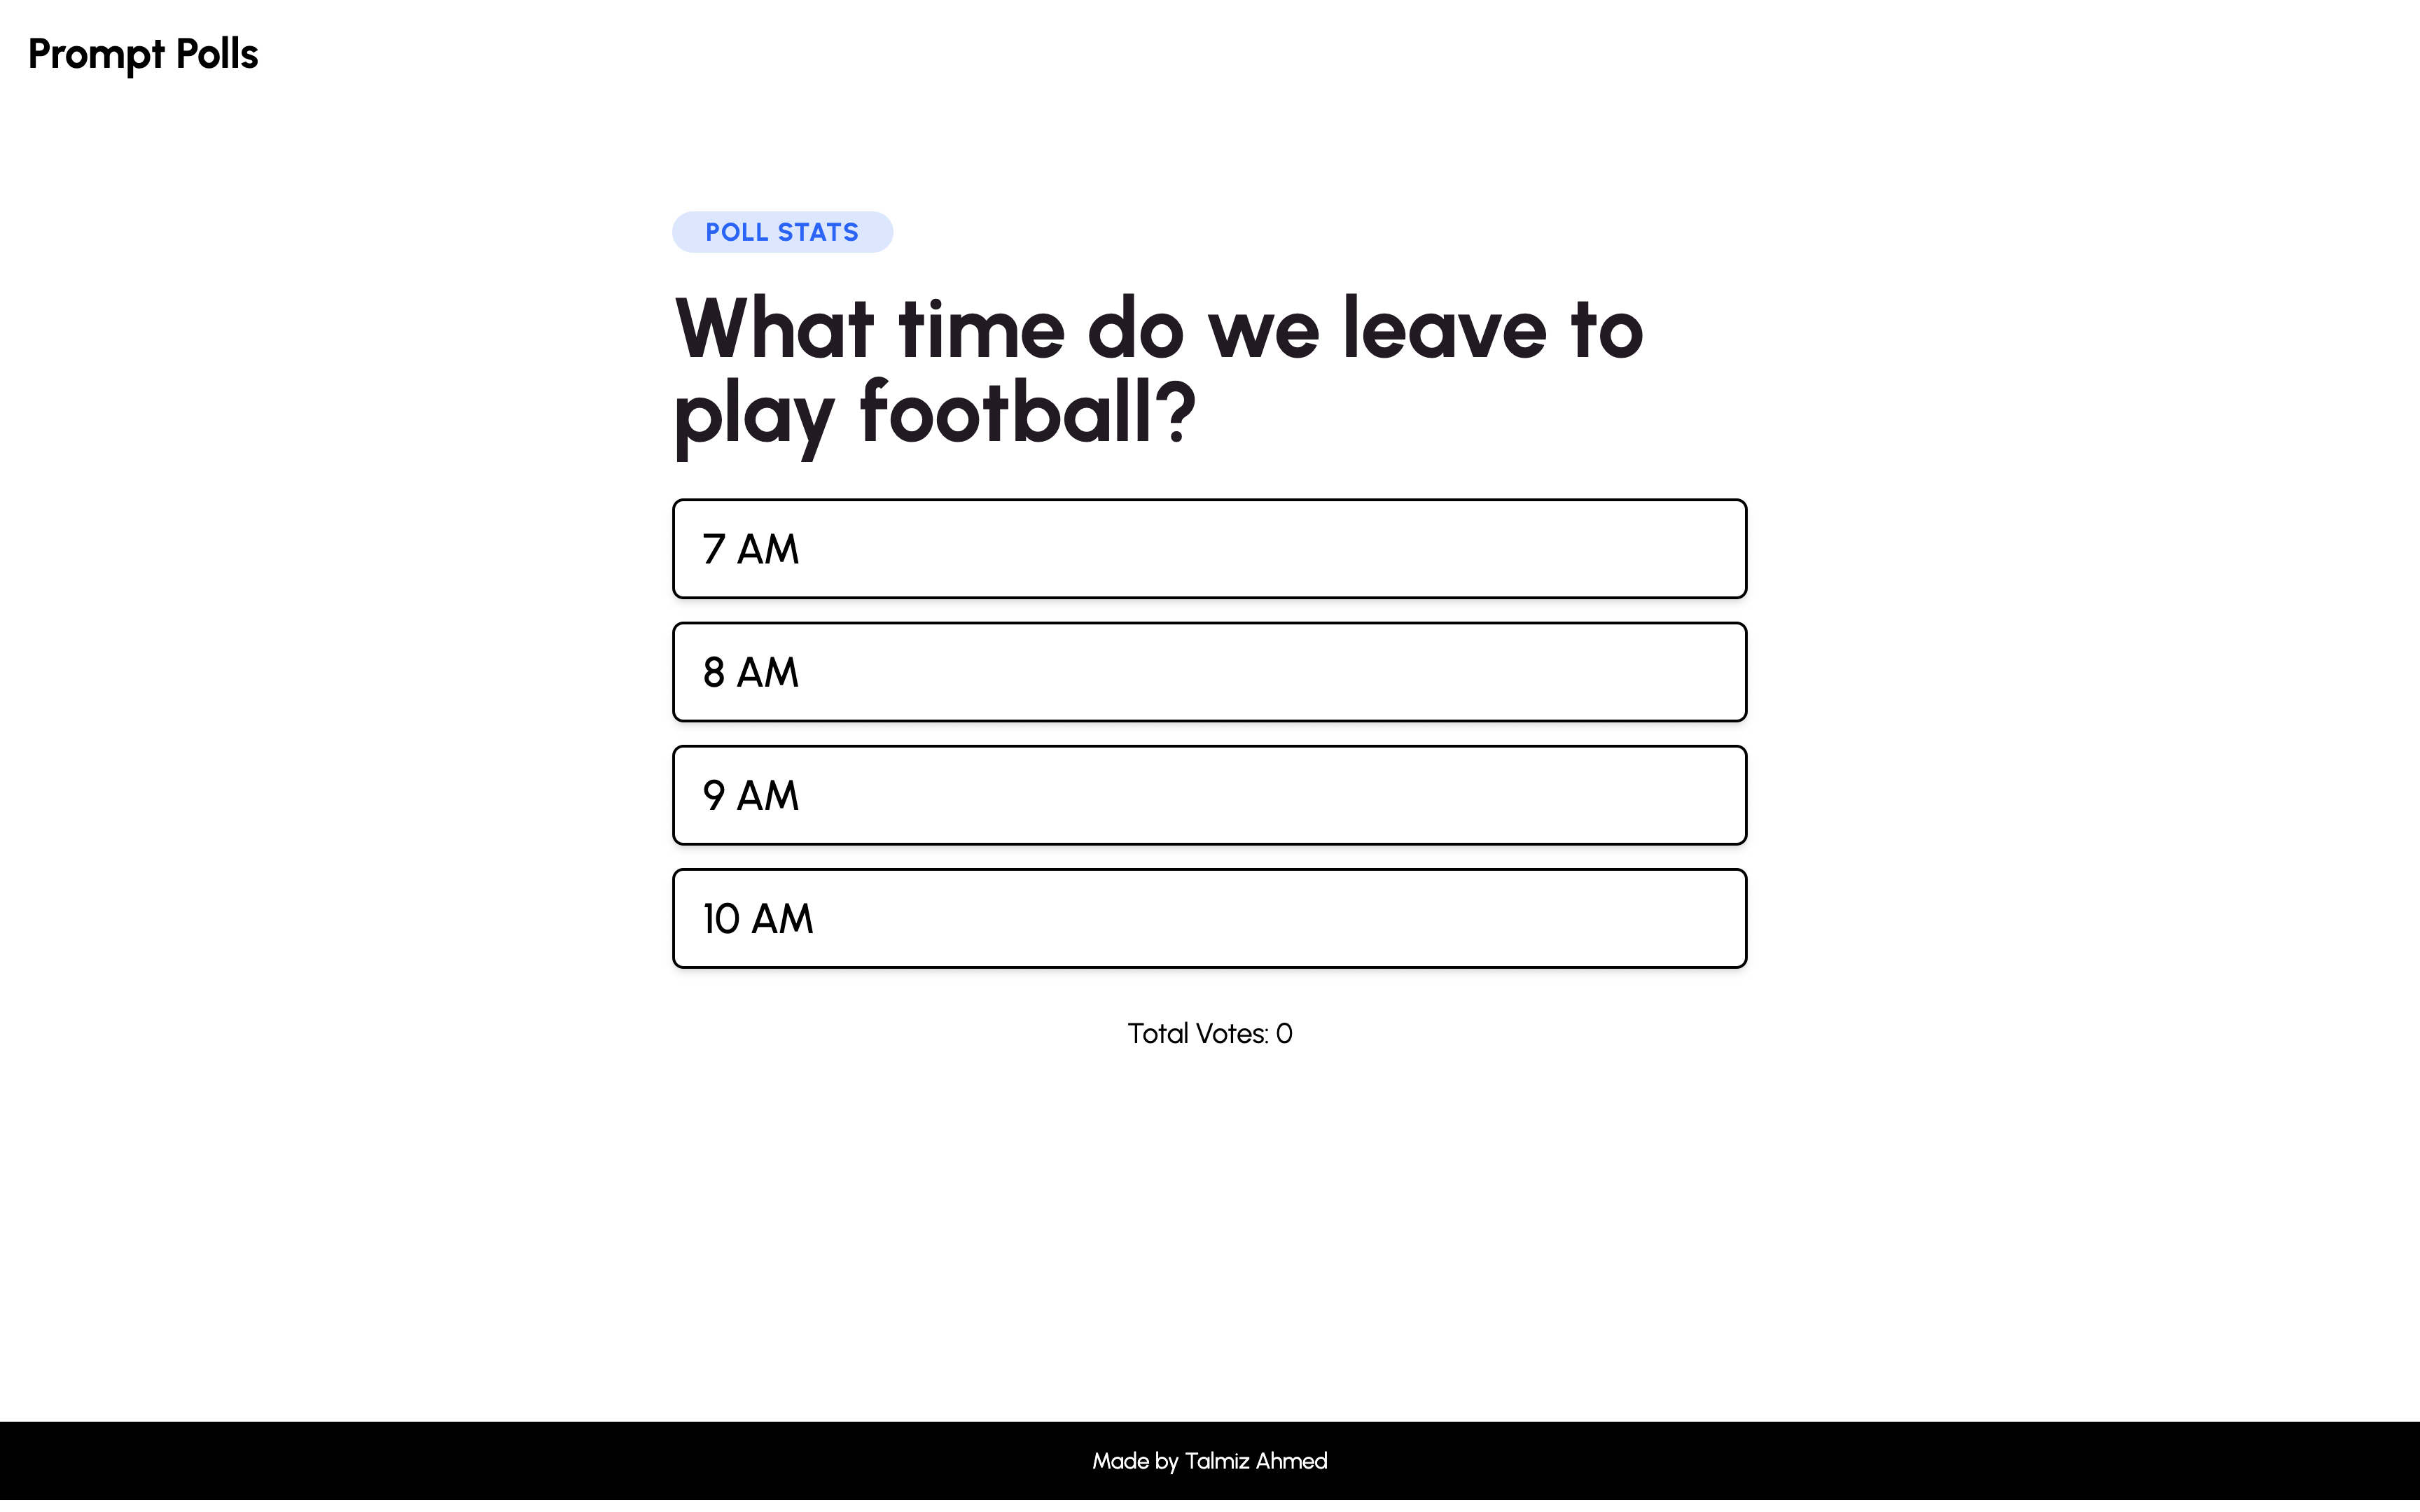 Prompt Polls
POLL STATS
What time do we leave to
play football?
7 AM
8 AM
9 AM
10 AM
Total Votes: 0
Made by Talmiz Ahmed